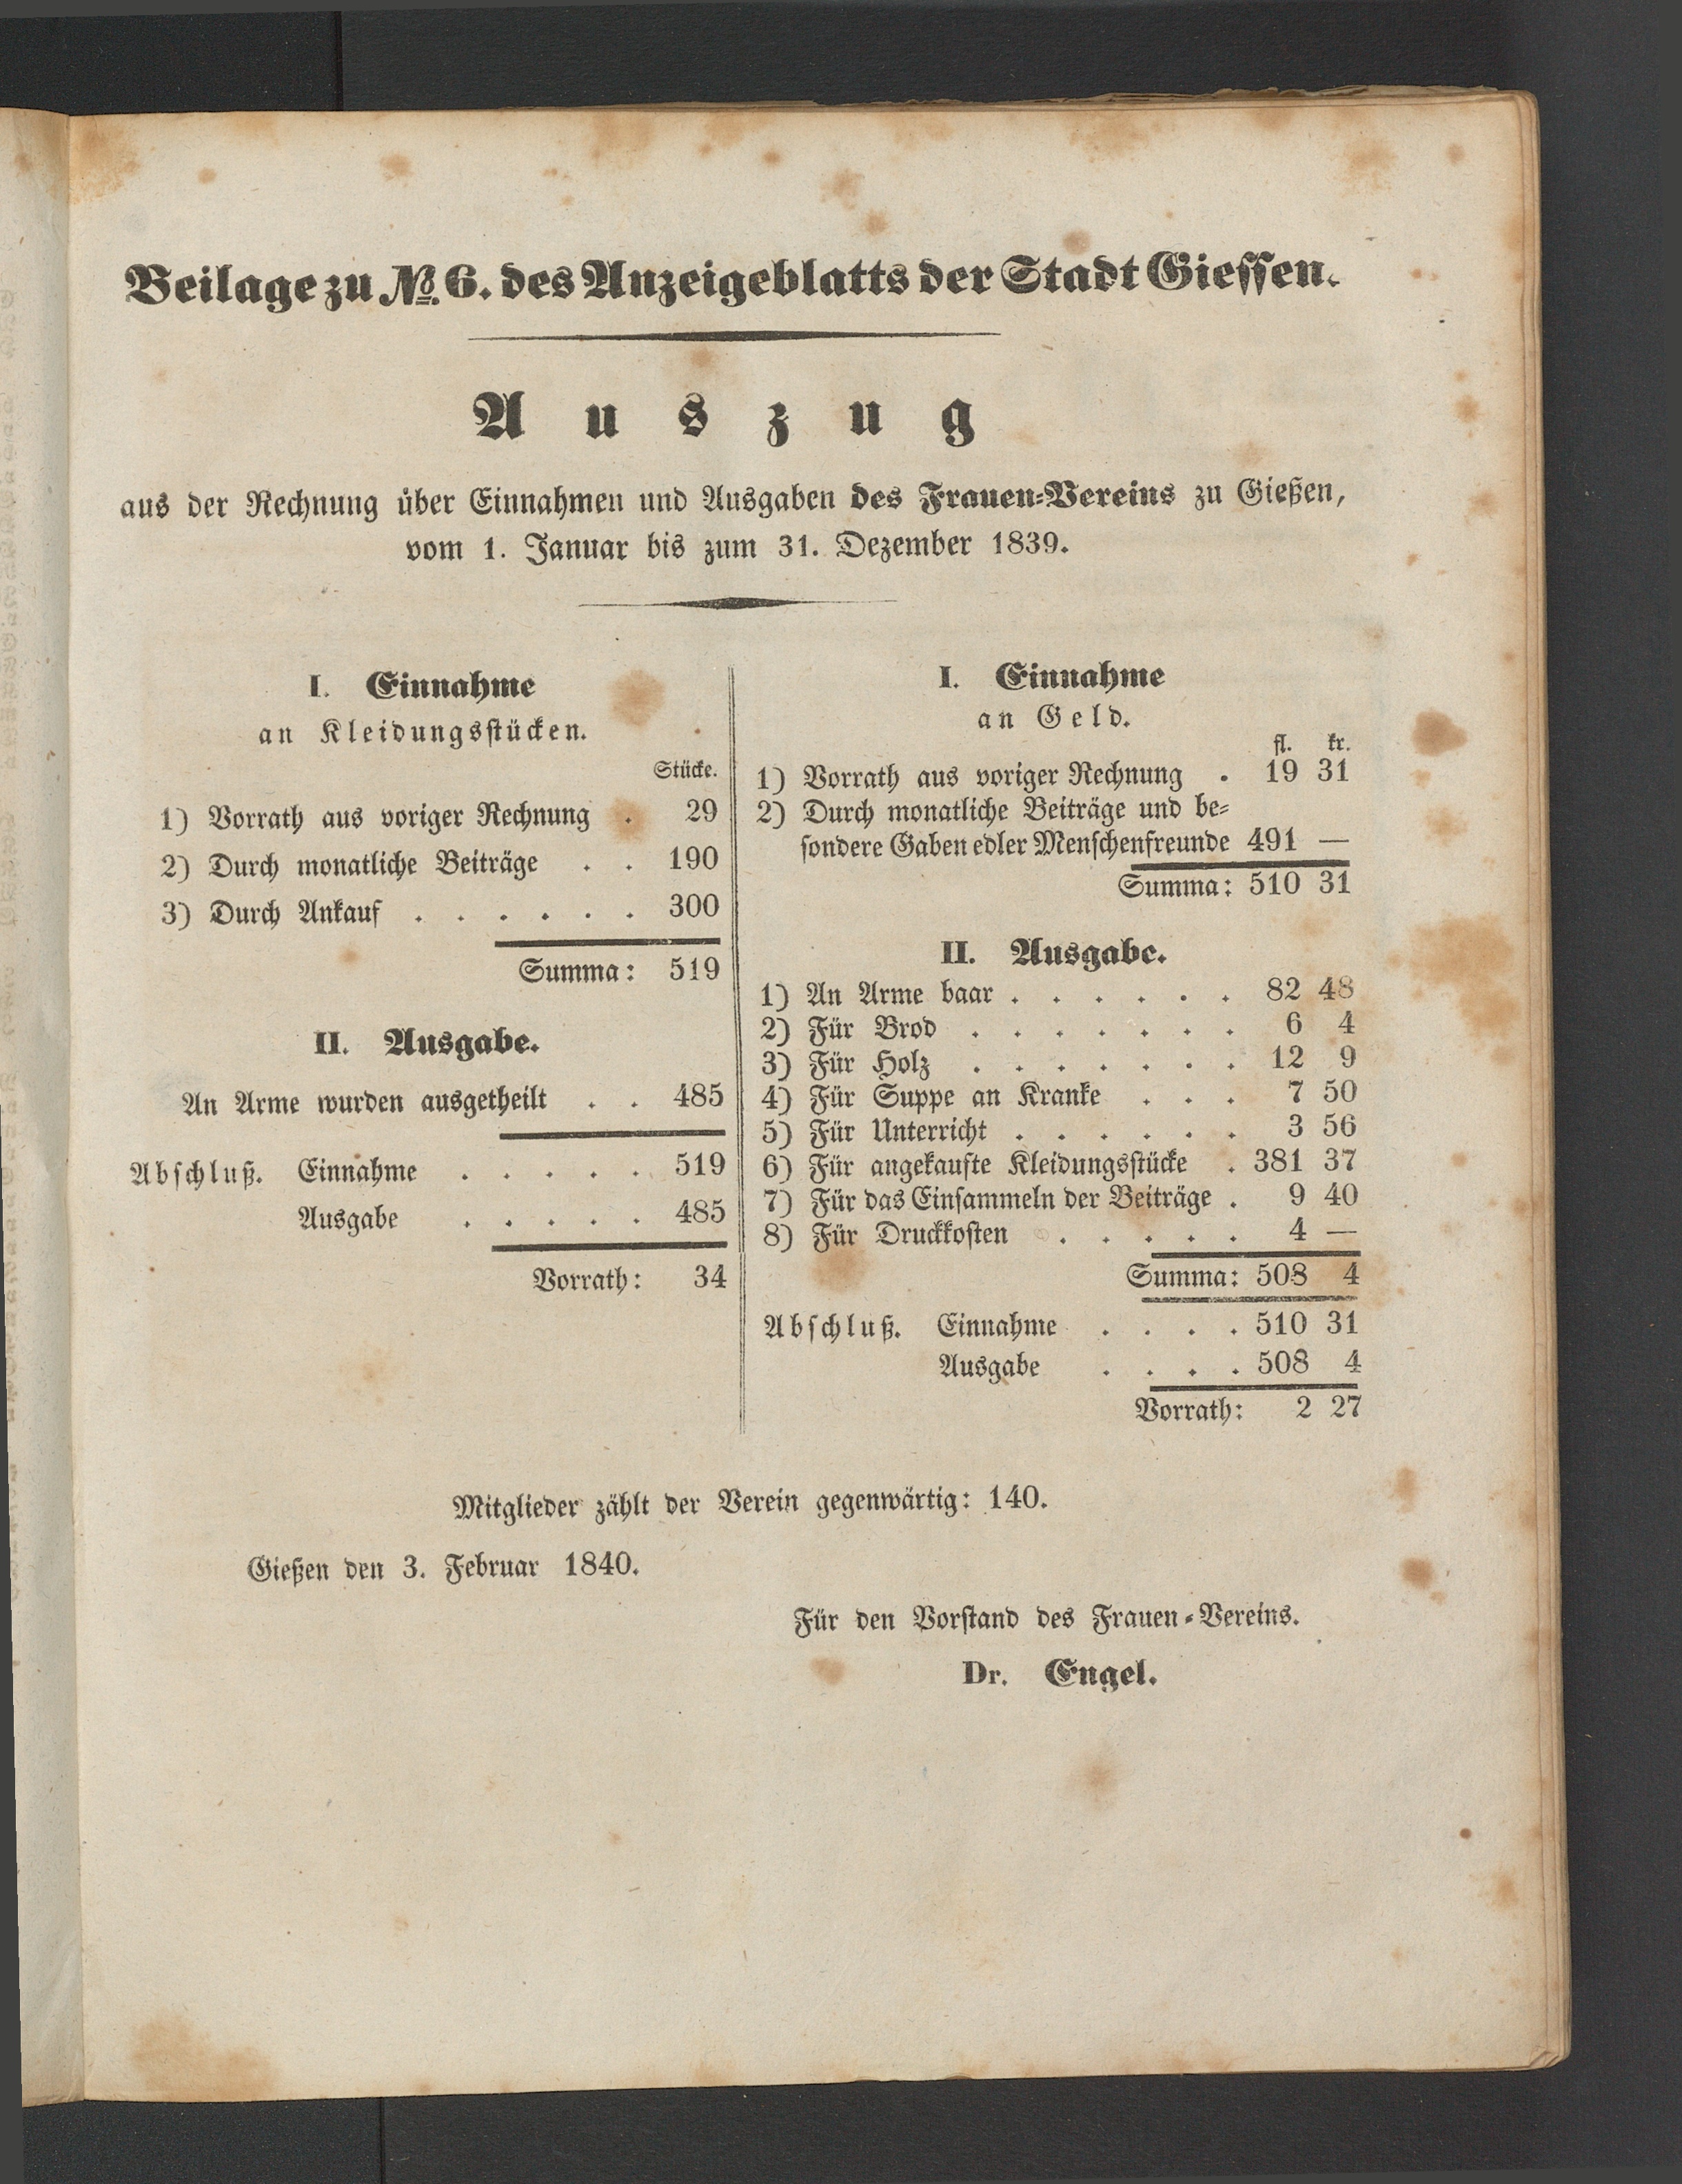 Beilage zu No. 6. des Anzeigeblatts der Stadt Giessen.
Auszug
aus der Rechnung über Einnahmen und Ausgaben des Frauen-Vereins zu Gießen,
vom 1. Januar bis zum 31. Dezember 1839.
I. Einnahme
an Kleidungsstücken.
Stücke.
1) Vorrath aus voriger Rechnung . 29
2) Durch monatliche Beiträge . . 190
3) Durch Ankauf . . . . . . 300
Summa: 519
II. Ausgabe.
An Arme wurden ausgetheilt . . 485
Abschluß. Einnahme . . . . . 519
Ausgabe . . . . . 485
Vorrath: 34
I. Einnahme
an Geld.
fl. kr.
1) Vorrath aus voriger Rechnung . 19 31
2) Durch monatliche Beiträge und be-
sondere Gaben edler Menschenfreunde 491 —
Summa: 510 31
II. Ausgabe.
1) An Arme baar . . . . . . 82 48
2) Für Brod . . . . . . . 6 4
3) Für Holz . . . . . . . 12 9
4) Für Suppe an Kranke . . . 7 50
5) Für Unterricht . . . . . . 3 56
6) Für angekaufte Kleidungsstücke . 381 37
7) Für das Einsammeln der Beiträge . 9 40
8) Für Druckkosten . . . . . 4 —
Summa: 508 4
Abschluß. Einnahme . . . . 510 31
Ausgabe . . . . 508 4
Vorrath: 2 27
Mitglieder zählt der Verein gegenwärtig: 140.
Gießen den 3. Februar 1840.
Für den Vorstand des Frauen-Vereins.
Dr. Engel.